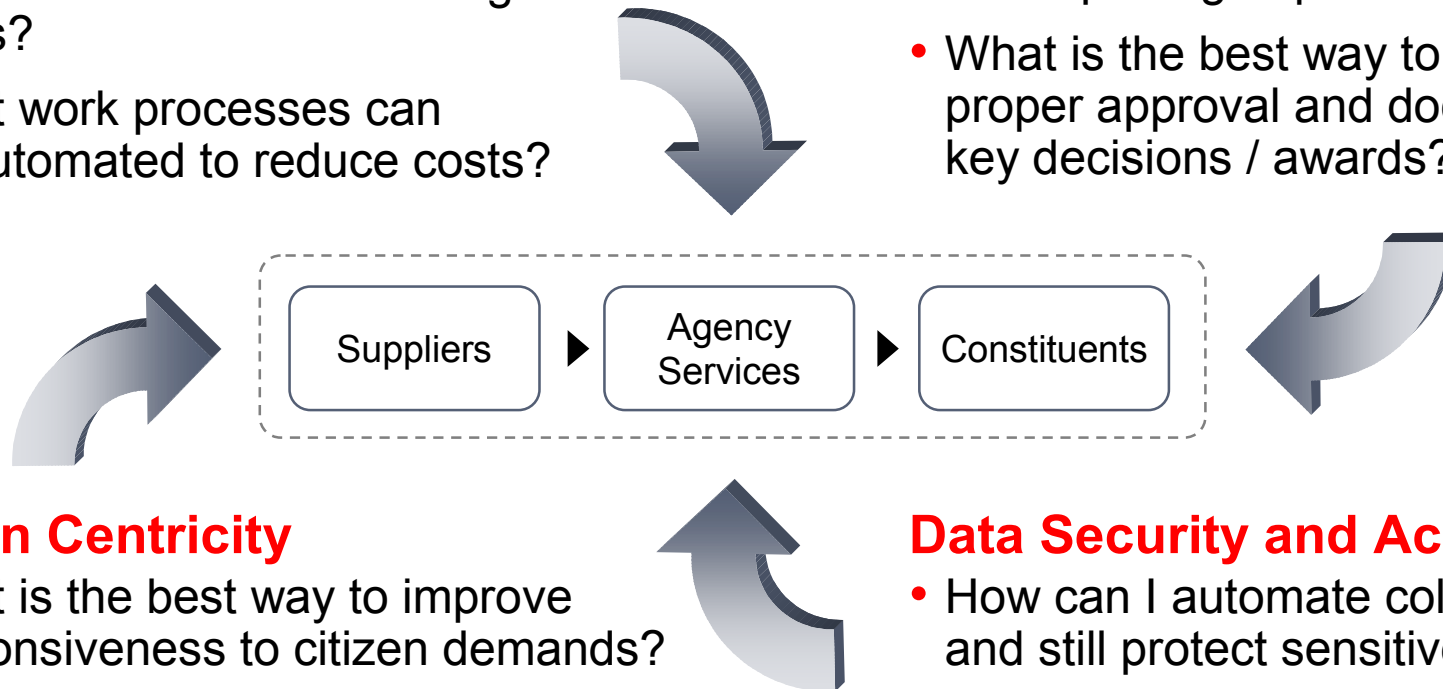 s?
t work processes can
utomated to reduce costs?
• What is the best way to
proper approval and do
key decisions / awards?
Suppliers
Agency
Services
Constituents
n Centricity
t is the best way to improve
onsiveness to citizen demands?
Data Security and Ac
• How can I automate col
and still protect sensitive